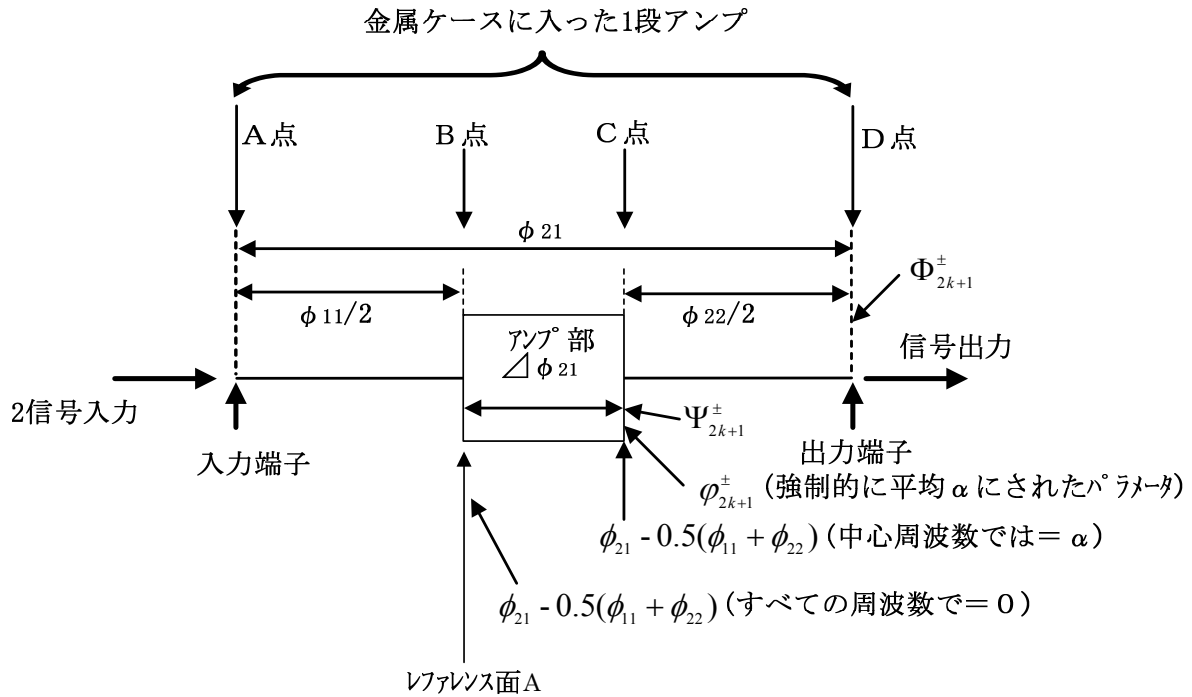 金属ケースに入った1段アンプ
A点
B点
C点
D点
φ21
φ11/2
φ22/2
Φ±2k+1
アンプ部
⊿φ21
信号出力
2信号入力
Ψ±2k+1
入力端子
出力端子
φ±2k+1 (強制的に平均αにされたパラメータ)
ϕ21 - 0.5(ϕ11 + ϕ22) (中心周波数では=α)
ϕ21 - 0.5(ϕ11 + ϕ22) (すべての周波数で=0)
レファレンス面A